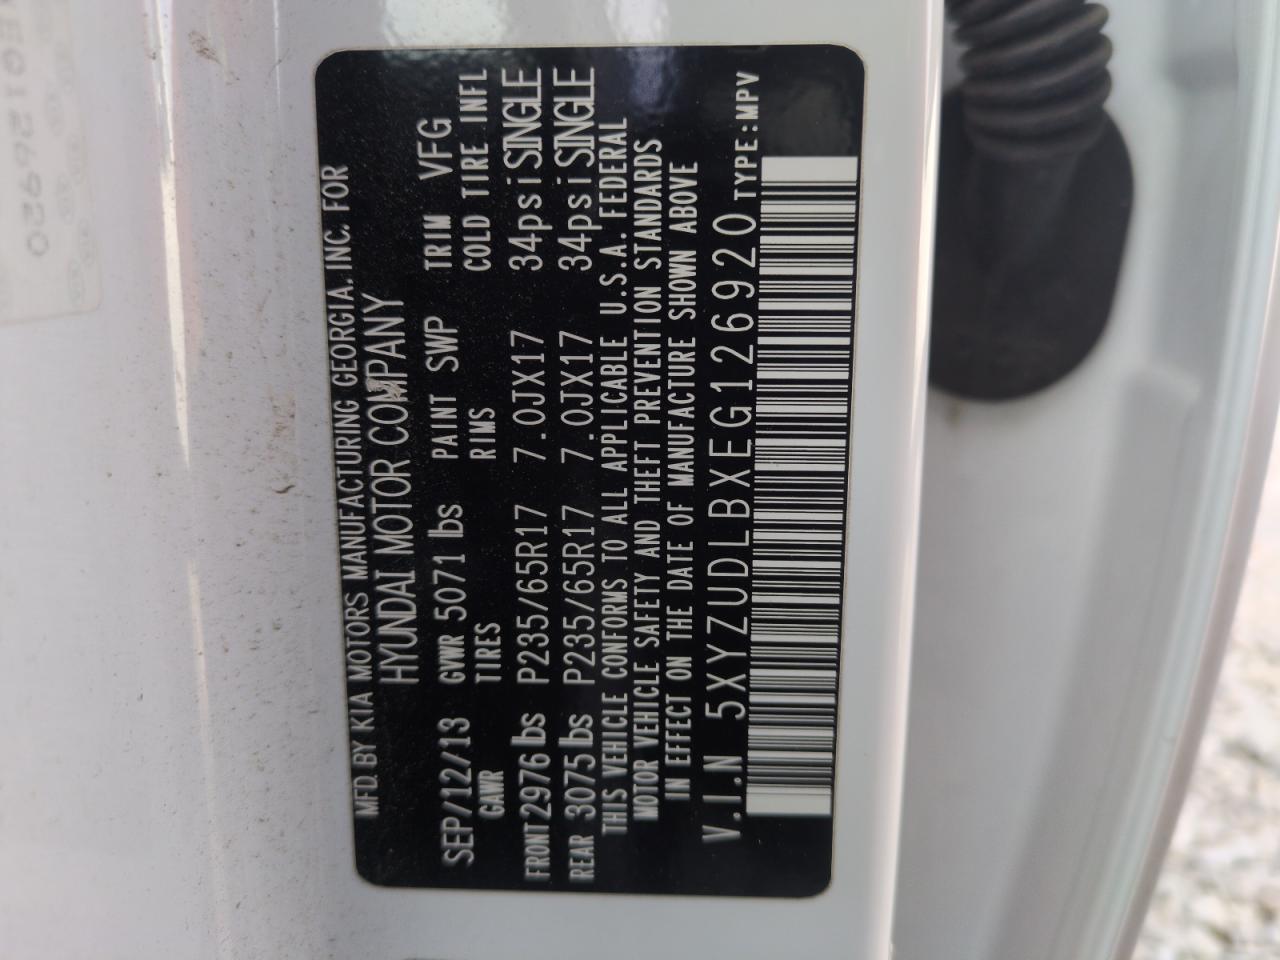 MFD. BY KIA MOTORS MANUFACTURING GEORGIA. INC. FOR
HYUNDAI MOTOR COMPANY
SEP/12/13 GVWR 5071 lbs PAINT SWP TRIM VFG
GAWR TIRES RIMS COLD TIRE INFL
FRONT 2976 lbs P235/65R17 7.0JX17 34psi SINGLE
REAR 3075 lbs P235/65R17 7.0JX17 34psi SINGLE
THIS VEHICLE CONFORMS TO ALL APPLICABLE U.S.A. FEDERAL
MOTOR VEHICLE SAFETY AND THEFT PREVENTION STANDARDS
IN EFFECT ON THE DATE OF MANUFACTURE SHOWN ABOVE
V.I.N 5XYZUDLBXEG126920 TYPE:MPV